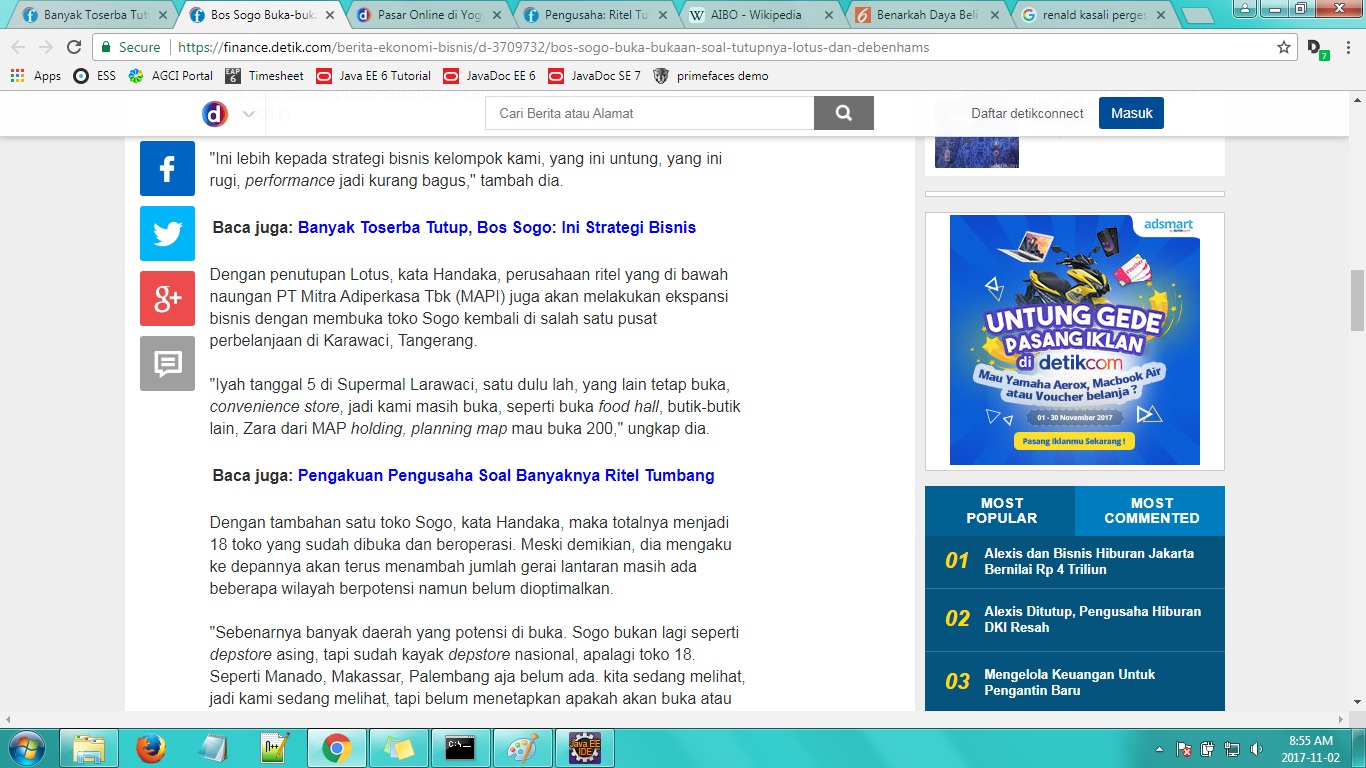 Banyak Toserba Tut
Bos Sogo Buka-buk
Pasar Online di Yog
Pengusaha: Ritel Tu
AIBO - Wikipedia
Benarkah Daya Beli
renald kasali perges
Secure
https://finance.detik.com/berita-ekonomi-bisnis/d-3709732/bos-sogo-buka-bukaan-soal-tutupnya-lotus-dan-debenhams
D
7
Apps
ESS
AGCI Portal
EAP 6
Timesheet
Java EE 6 Tutorial
JavaDoc EE 6
JavaDoc SE 7
primefaces demo
d
Cari Berita atau Alamat
Daftar detikconnect
Masuk
"Ini lebih kepada strategi bisnis kelompok kami, yang ini untung, yang ini
rugi, performance jadi kurang bagus," tambah dia.
Baca juga: Banyak Toserba Tutup, Bos Sogo: Ini Strategi Bisnis
Dengan penutupan Lotus, kata Handaka, perusahaan ritel yang di bawah
naungan PT Mitra Adiperkasa Tbk (MAPI) juga akan melakukan ekspansi
bisnis dengan membuka toko Sogo kembali di salah satu pusat
perbelanjaan di Karawaci, Tangerang.
"Iyah tanggal 5 di Supermal Larawaci, satu dulu lah, yang lain tetap buka,
convenience store, jadi kami masih buka, seperti buka food hall, butik-butik
lain, Zara dari MAP holding, planning map mau buka 200," ungkap dia.
Baca juga: Pengakuan Pengusaha Soal Banyaknya Ritel Tumbang
Dengan tambahan satu toko Sogo, kata Handaka, maka totalnya menjadi
18 toko yang sudah dibuka dan beroperasi. Meski demikian, dia mengaku
ke depannya akan terus menambah jumlah gerai lantaran masih ada
beberapa wilayah berpotensi namun belum dioptimalkan.
"Sebenarnya banyak daerah yang potensi di buka. Sogo bukan lagi seperti
depstore asing, tapi sudah kayak depstore nasional, apalagi toko 18.
Seperti Manado, Makassar, Palembang aja belum ada. kita sedang melihat,
jadi kami sedang melihat, tapi belum menetapkan apakah akan buka atau
f
g+
adsmart
by detikcom
Voucher
UNTUNG GEDE
PASANG IKLAN
di detikcom
Mau Yamaha Aerox, Macbook Air
atau Voucher belanja ?
01 - 30 November 2017
Pasang Iklanmu Sekarang !
MOST
POPULAR
MOST
COMMENTED
01
Alexis dan Bisnis Hiburan Jakarta
Bernilai Rp 4 Triliun
02
Alexis Ditutup, Pengusaha Hiburan
DKI Resah
03
Mengelola Keuangan Untuk
Pengantin Baru
C:\
Java EE
IDE
8:55 AM
2017-11-02